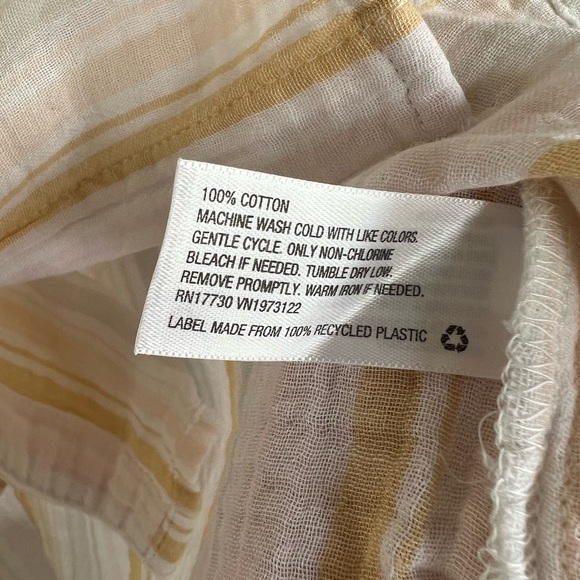 100% COTTON
MACHINE WASH COLD WITH LIKE COLORS.
GENTLE CYCLE. ONLY NON-CHLORINE
BLEACH IF NEEDED. TUMBLE DRY LOW.
REMOVE PROMPTLY. WARM IRON IF NEEDED.
RN17730 VN1973122
LABEL MADE FROM 100% RECYCLED PLASTIC